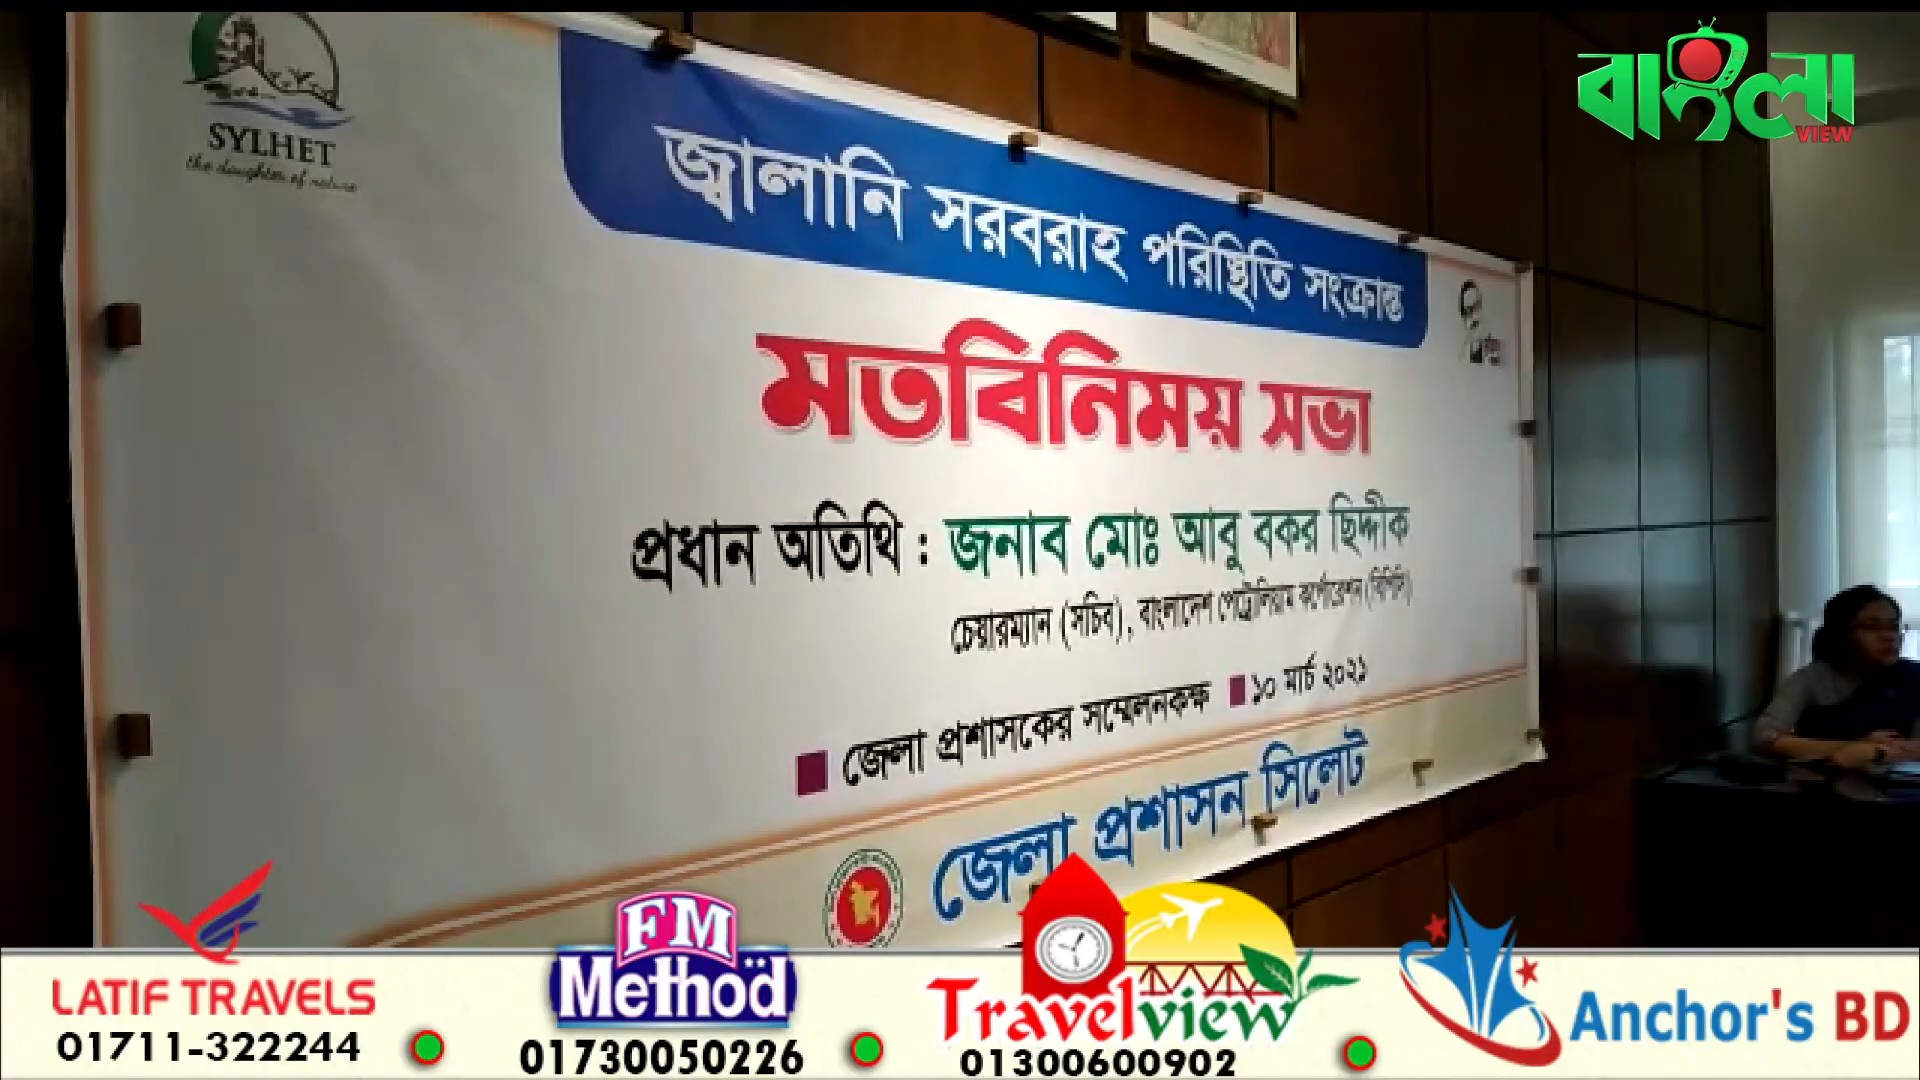 বাংলা
VIEW
SYLHET
the daughter of nature
জ্বালানি সরবরাহ পরিস্থিতি সংক্রান্ত
মতবিনিময় সভা
প্রধান অতিথি : জনাব মোঃ আবু বকর ছিদ্দীক
চেয়ারম্যান (সচিব), বাংলাদেশ পেট্রোলিয়াম কর্পোরেশন (বিপিসি)
জেলা প্রশাসকের সম্মেলনকক্ষ ১০ মার্চ ২০২১
জেলা প্রশাসন সিলেট
LATIF TRAVELS
01711-322244
FM
Method
01730050226
Travelview
01300600902
Anchor's BD